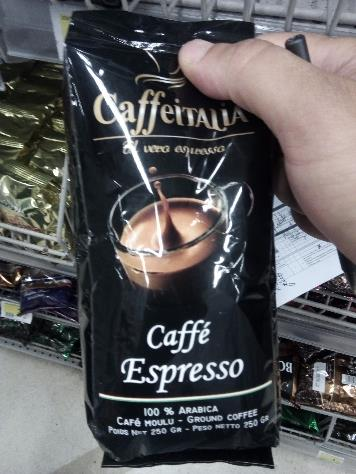 CaffeITALIA
il vero espresso
Caffé
Espresso
100 % ARABICA
CAFÉ MOULU - GROUND COFFEE
POIDS NET 250 GR - PESO NETTO 250 GR